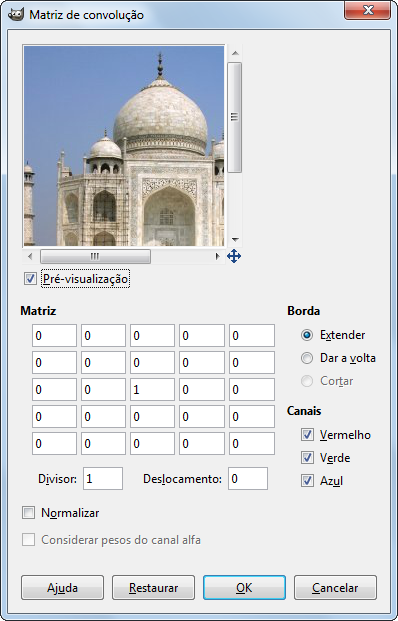 Matriz de convolução
Pré-visualização
Matriz
Borda
0 0 0 0 0
Extender
0 0 0 0 0
Dar a volta
0 0 1 0 0
Cortar
0 0 0 0 0
Canais
0 0 0 0 0
Vermelho
Verde
Divisor: 1 Deslocamento: 0
Azul
Normalizar
Considerar pesos do canal alfa
Ajuda Restaurar OK Cancelar